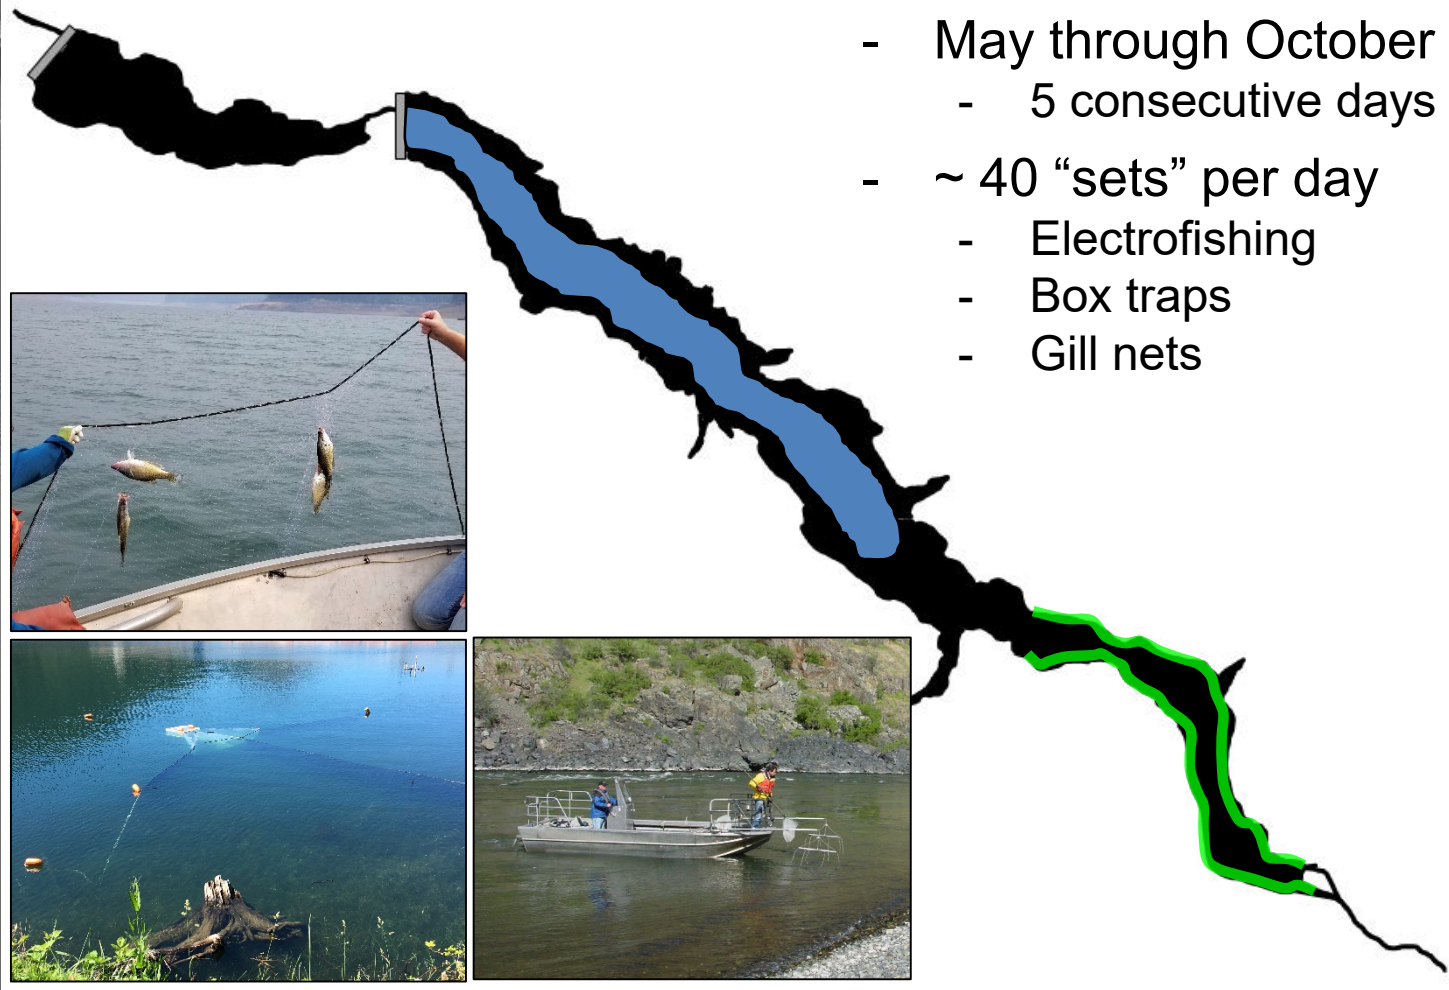 - May through October
- 5 consecutive days
- ~ 40 “sets” per day
- Electrofishing
- Box traps
- Gill nets